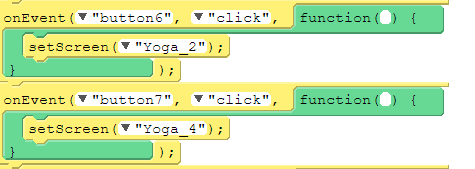 onEvent(▼"button6", ▼"click", function( ) {
setScreen(▼"Yoga_2");
} );
onEvent(▼"button7", ▼"click", function( ) {
setScreen(▼"Yoga_4");
} );